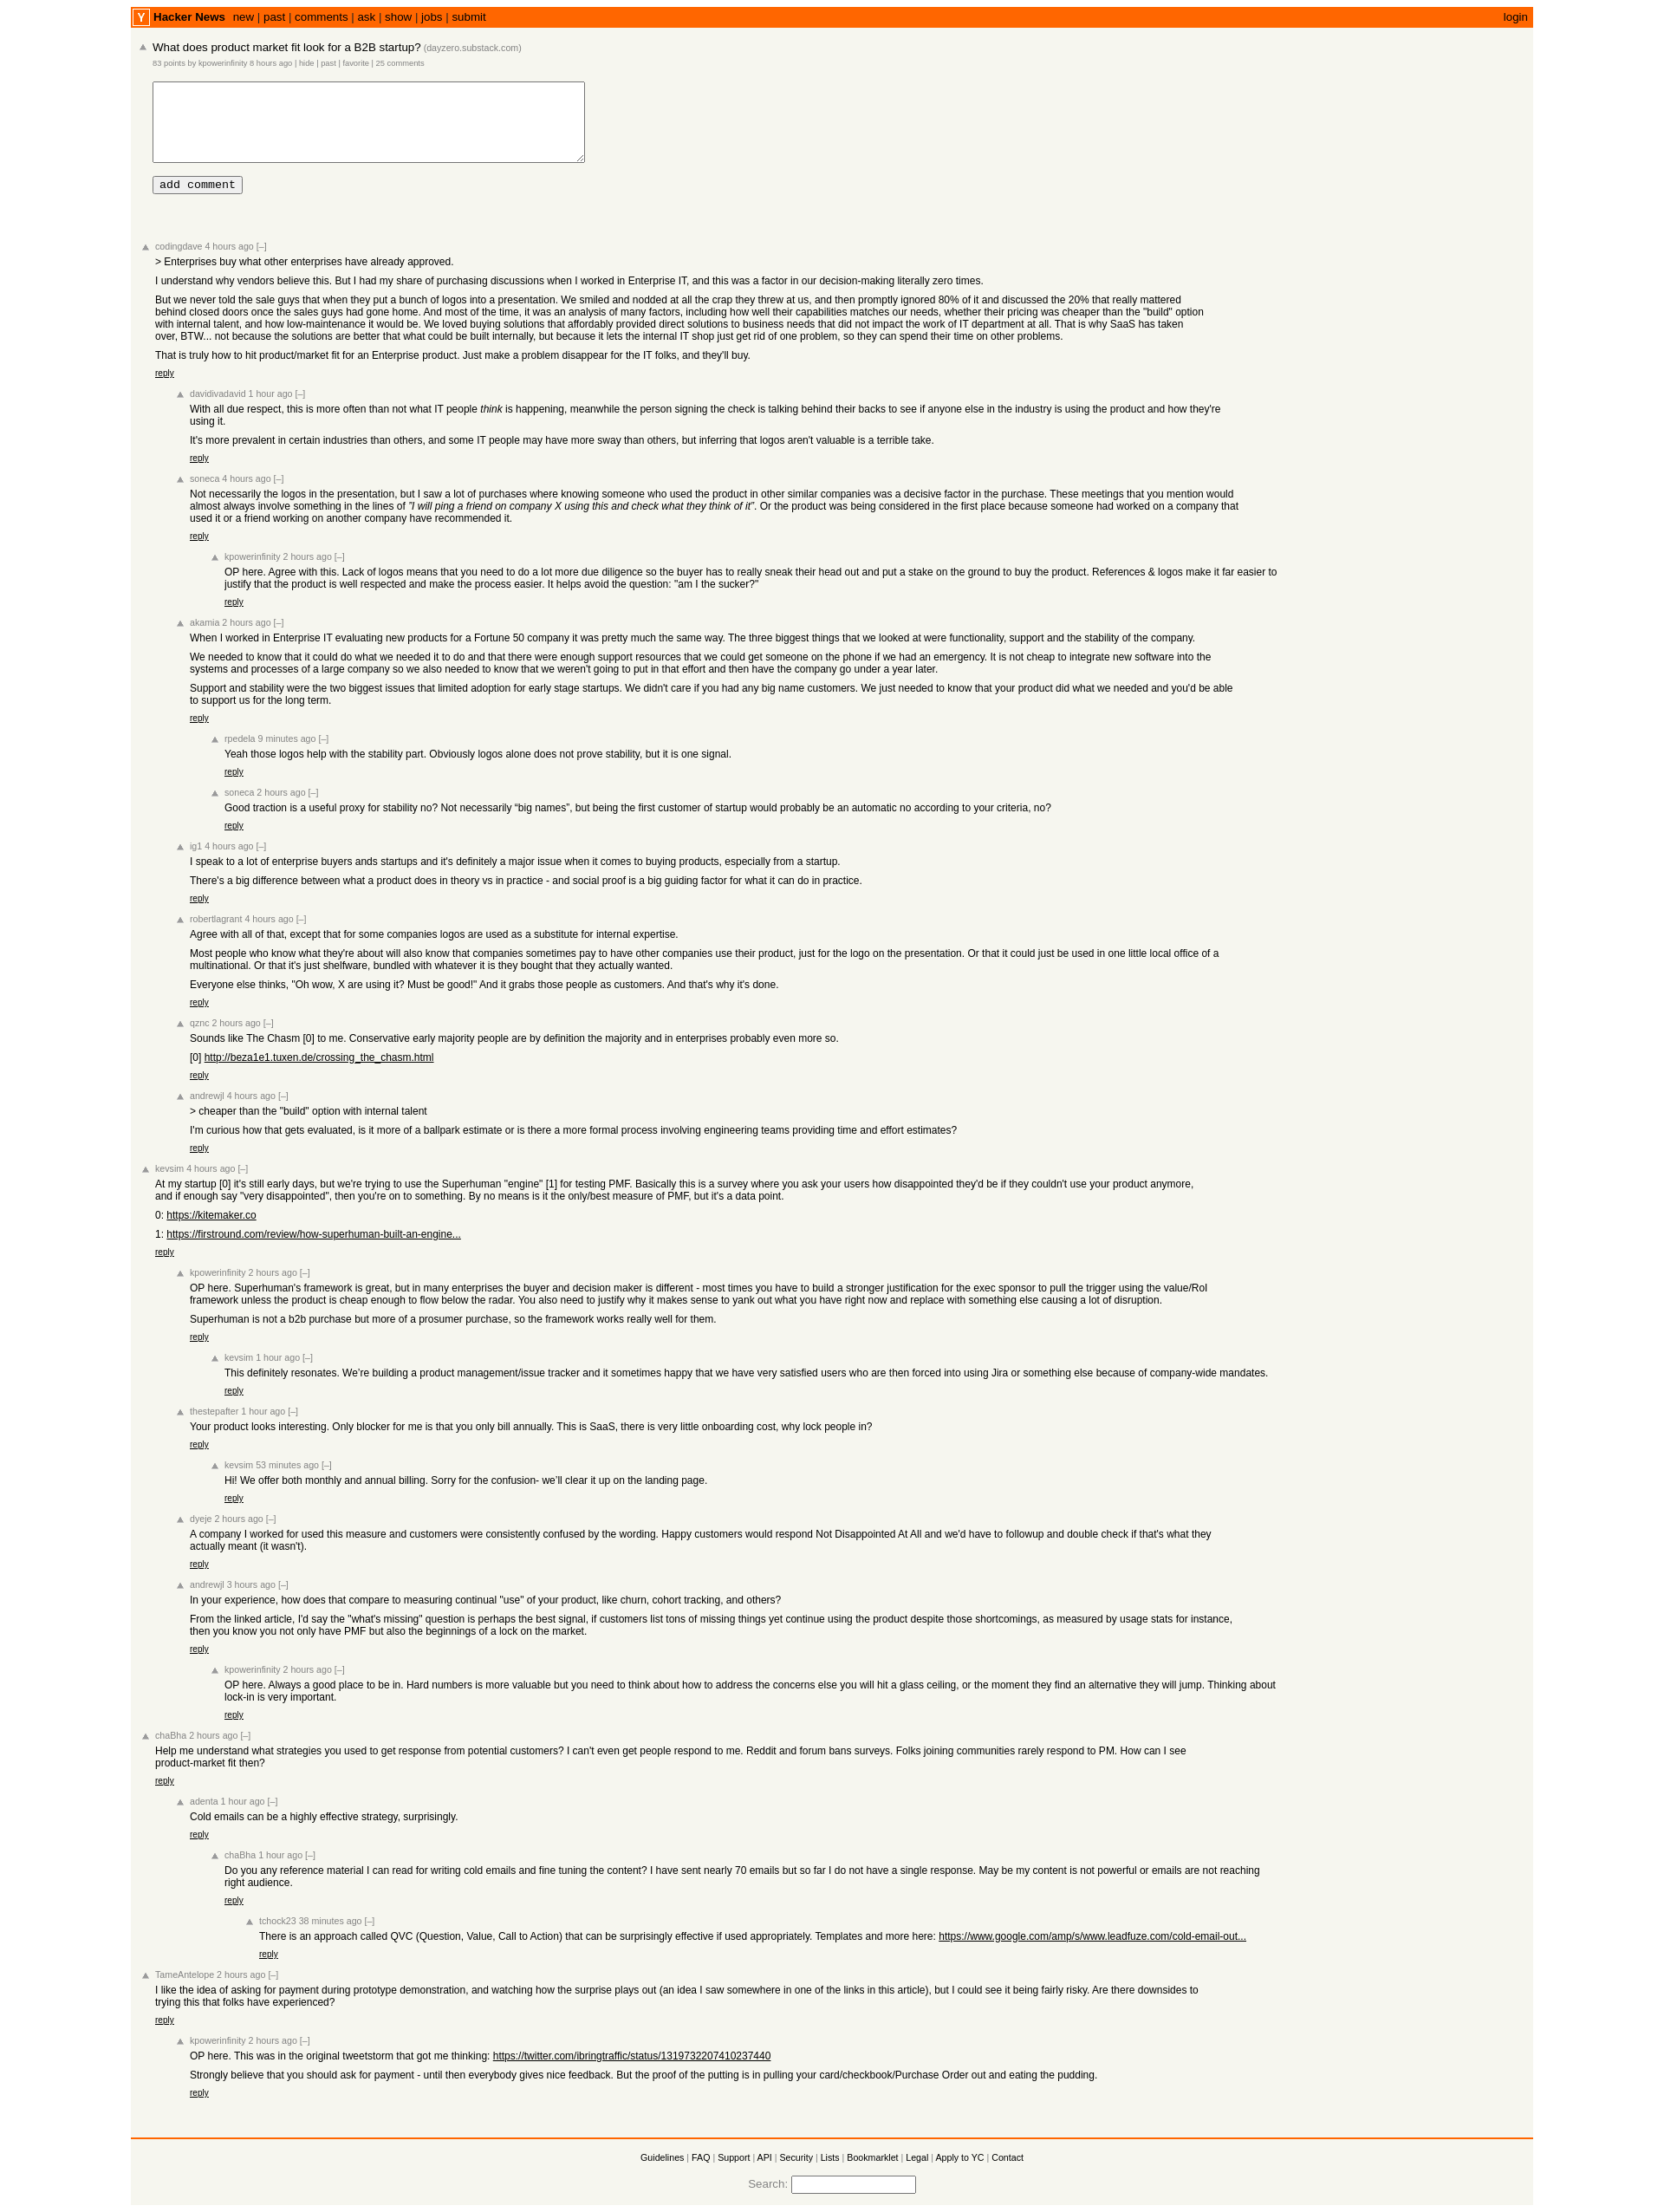 Y Hacker News new | past | comments | ask | show | jobs | submit login
What does product market fit look for a B2B startup? (dayzero.substack.com)
83 points by kpowerinfinity 8 hours ago | hide | past | favorite | 25 comments
add comment
codingdave 4 hours ago [–]
> Enterprises buy what other enterprises have already approved.
I understand why vendors believe this. But I had my share of purchasing discussions when I worked in Enterprise IT, and this was a factor in our decision-making literally zero times.
But we never told the sale guys that when they put a bunch of logos into a presentation. We smiled and nodded at all the crap they threw at us, and then promptly ignored 80% of it and discussed the 20% that really mattered
behind closed doors once the sales guys had gone home. And most of the time, it was an analysis of many factors, including how well their capabilities matches our needs, whether their pricing was cheaper than the "build" option
with internal talent, and how low-maintenance it would be. We loved buying solutions that affordably provided direct solutions to business needs that did not impact the work of IT department at all. That is why SaaS has taken
over, BTW... not because the solutions are better that what could be built internally, but because it lets the internal IT shop just get rid of one problem, so they can spend their time on other problems.
That is truly how to hit product/market fit for an Enterprise product. Just make a problem disappear for the IT folks, and they'll buy.
reply
davidivadavid 1 hour ago [–]
With all due respect, this is more often than not what IT people think is happening, meanwhile the person signing the check is talking behind their backs to see if anyone else in the industry is using the product and how they're
using it.
It's more prevalent in certain industries than others, and some IT people may have more sway than others, but inferring that logos aren't valuable is a terrible take.
reply
soneca 4 hours ago [–]
Not necessarily the logos in the presentation, but I saw a lot of purchases where knowing someone who used the product in other similar companies was a decisive factor in the purchase. These meetings that you mention would
almost always involve something in the lines of "I will ping a friend on company X using this and check what they think of it". Or the product was being considered in the first place because someone had worked on a company that
used it or a friend working on another company have recommended it.
reply
kpowerinfinity 2 hours ago [–]
OP here. Agree with this. Lack of logos means that you need to do a lot more due diligence so the buyer has to really sneak their head out and put a stake on the ground to buy the product. References & logos make it far easier to
justify that the product is well respected and make the process easier. It helps avoid the question: "am I the sucker?"
reply
akamia 2 hours ago [–]
When I worked in Enterprise IT evaluating new products for a Fortune 50 company it was pretty much the same way. The three biggest things that we looked at were functionality, support and the stability of the company.
We needed to know that it could do what we needed it to do and that there were enough support resources that we could get someone on the phone if we had an emergency. It is not cheap to integrate new software into the
systems and processes of a large company so we also needed to know that we weren't going to put in that effort and then have the company go under a year later.
Support and stability were the two biggest issues that limited adoption for early stage startups. We didn't care if you had any big name customers. We just needed to know that your product did what we needed and you'd be able
to support us for the long term.
reply
rpedela 9 minutes ago [–]
Yeah those logos help with the stability part. Obviously logos alone does not prove stability, but it is one signal.
reply
soneca 2 hours ago [–]
Good traction is a useful proxy for stability no? Not necessarily “big names”, but being the first customer of startup would probably be an automatic no according to your criteria, no?
reply
ig1 4 hours ago [–]
I speak to a lot of enterprise buyers ands startups and it's definitely a major issue when it comes to buying products, especially from a startup.
There's a big difference between what a product does in theory vs in practice - and social proof is a big guiding factor for what it can do in practice.
reply
robertlagrant 4 hours ago [–]
Agree with all of that, except that for some companies logos are used as a substitute for internal expertise.
Most people who know what they're about will also know that companies sometimes pay to have other companies use their product, just for the logo on the presentation. Or that it could just be used in one little local office of a
multinational. Or that it's just shelfware, bundled with whatever it is they bought that they actually wanted.
Everyone else thinks, "Oh wow, X are using it? Must be good!" And it grabs those people as customers. And that's why it's done.
reply
qznc 2 hours ago [–]
Sounds like The Chasm [0] to me. Conservative early majority people are by definition the majority and in enterprises probably even more so.
[0] http://beza1e1.tuxen.de/crossing_the_chasm.html
reply
andrewjl 4 hours ago [–]
> cheaper than the "build" option with internal talent
I'm curious how that gets evaluated, is it more of a ballpark estimate or is there a more formal process involving engineering teams providing time and effort estimates?
reply
kevsim 4 hours ago [–]
At my startup [0] it's still early days, but we're trying to use the Superhuman "engine" [1] for testing PMF. Basically this is a survey where you ask your users how disappointed they'd be if they couldn't use your product anymore,
and if enough say "very disappointed", then you're on to something. By no means is it the only/best measure of PMF, but it's a data point.
0: https://kitemaker.co
1: https://firstround.com/review/how-superhuman-built-an-engine...
reply
kpowerinfinity 2 hours ago [–]
OP here. Superhuman's framework is great, but in many enterprises the buyer and decision maker is different - most times you have to build a stronger justification for the exec sponsor to pull the trigger using the value/RoI
framework unless the product is cheap enough to flow below the radar. You also need to justify why it makes sense to yank out what you have right now and replace with something else causing a lot of disruption.
Superhuman is not a b2b purchase but more of a prosumer purchase, so the framework works really well for them.
reply
kevsim 1 hour ago [–]
This definitely resonates. We’re building a product management/issue tracker and it sometimes happy that we have very satisfied users who are then forced into using Jira or something else because of company-wide mandates.
reply
thestepafter 1 hour ago [–]
Your product looks interesting. Only blocker for me is that you only bill annually. This is SaaS, there is very little onboarding cost, why lock people in?
reply
kevsim 53 minutes ago [–]
Hi! We offer both monthly and annual billing. Sorry for the confusion- we’ll clear it up on the landing page.
reply
dyeje 2 hours ago [–]
A company I worked for used this measure and customers were consistently confused by the wording. Happy customers would respond Not Disappointed At All and we'd have to followup and double check if that's what they
actually meant (it wasn't).
reply
andrewjl 3 hours ago [–]
In your experience, how does that compare to measuring continual "use" of your product, like churn, cohort tracking, and others?
From the linked article, I'd say the "what's missing" question is perhaps the best signal, if customers list tons of missing things yet continue using the product despite those shortcomings, as measured by usage stats for instance,
then you know you not only have PMF but also the beginnings of a lock on the market.
reply
kpowerinfinity 2 hours ago [–]
OP here. Always a good place to be in. Hard numbers is more valuable but you need to think about how to address the concerns else you will hit a glass ceiling, or the moment they find an alternative they will jump. Thinking about
lock-in is very important.
reply
chaBha 2 hours ago [–]
Help me understand what strategies you used to get response from potential customers? I can't even get people respond to me. Reddit and forum bans surveys. Folks joining communities rarely respond to PM. How can I see
product-market fit then?
reply
adenta 1 hour ago [–]
Cold emails can be a highly effective strategy, surprisingly.
reply
chaBha 1 hour ago [–]
Do you any reference material I can read for writing cold emails and fine tuning the content? I have sent nearly 70 emails but so far I do not have a single response. May be my content is not powerful or emails are not reaching
right audience.
reply
tchock23 38 minutes ago [–]
There is an approach called QVC (Question, Value, Call to Action) that can be surprisingly effective if used appropriately. Templates and more here: https://www.google.com/amp/s/www.leadfuze.com/cold-email-out...
reply
TameAntelope 2 hours ago [–]
I like the idea of asking for payment during prototype demonstration, and watching how the surprise plays out (an idea I saw somewhere in one of the links in this article), but I could see it being fairly risky. Are there downsides to
trying this that folks have experienced?
reply
kpowerinfinity 2 hours ago [–]
OP here. This was in the original tweetstorm that got me thinking: https://twitter.com/ibringtraffic/status/1319732207410237440
Strongly believe that you should ask for payment - until then everybody gives nice feedback. But the proof of the putting is in pulling your card/checkbook/Purchase Order out and eating the pudding.
reply
Guidelines | FAQ | Support | API | Security | Lists | Bookmarklet | Legal | Apply to YC | Contact
Search: